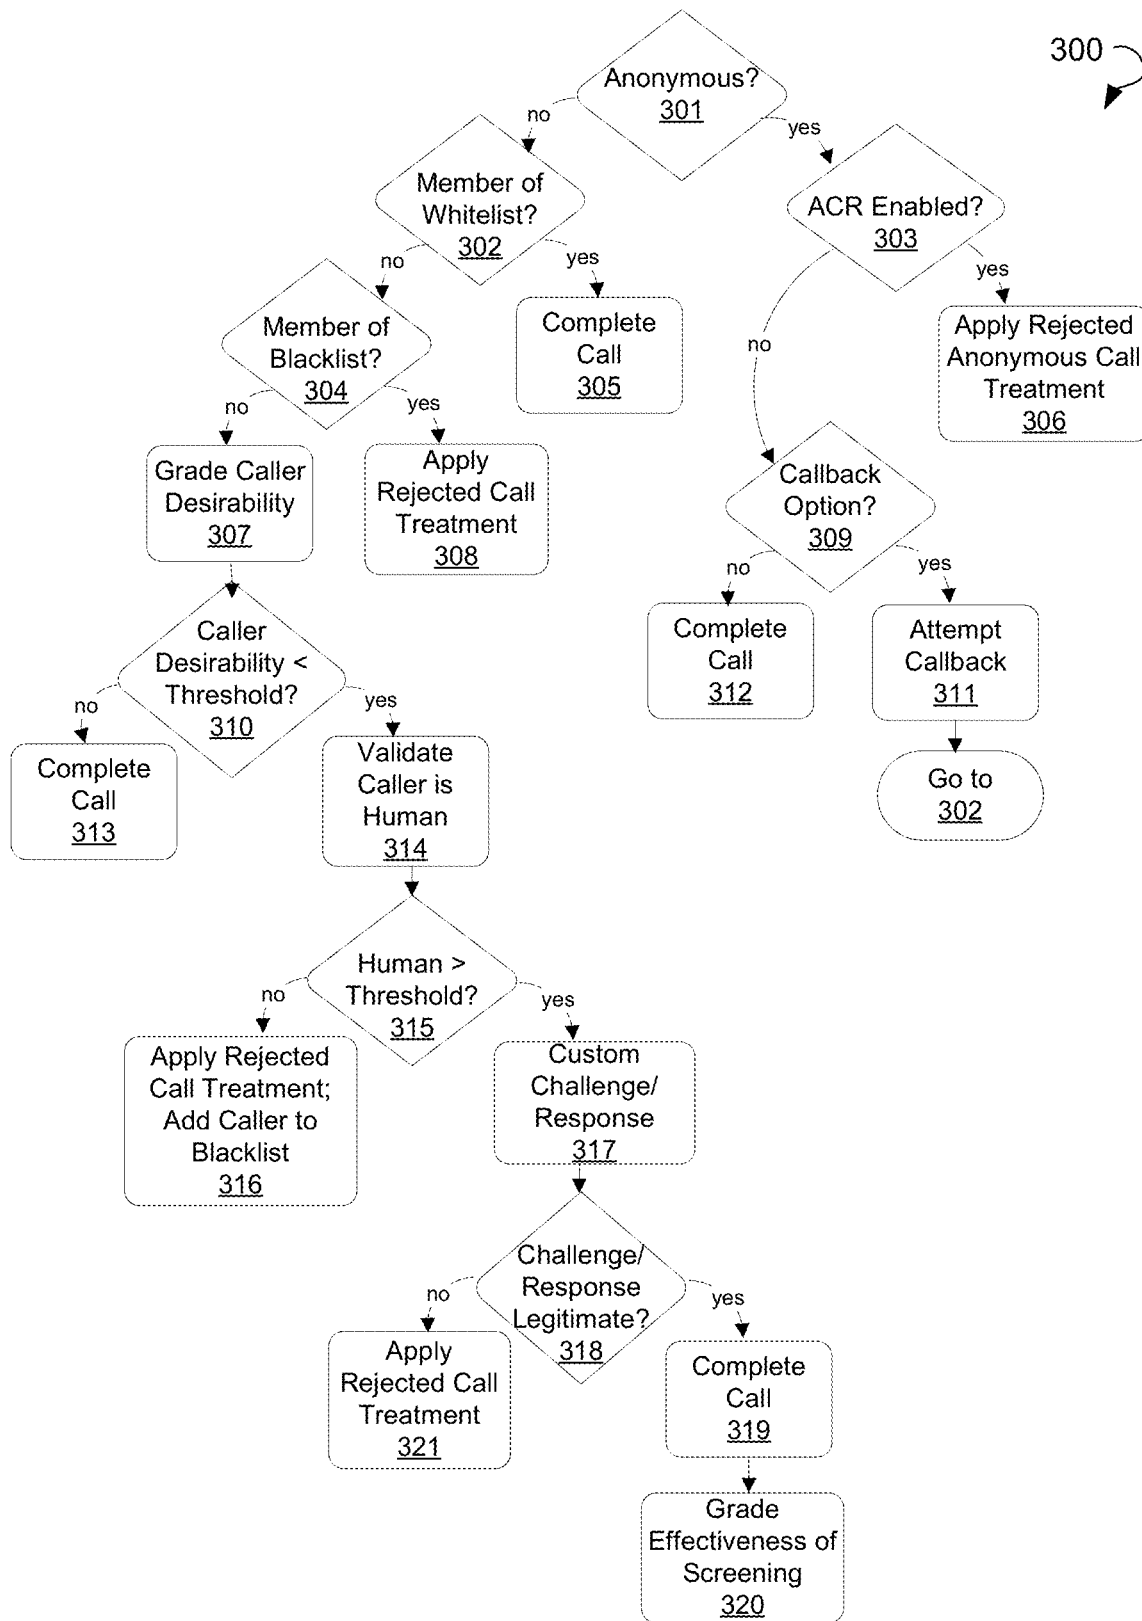 300
Anonymous?
301
no
yes
Member of
Whitelist?
302
ACR Enabled?
303
no
yes
yes
Member of
Blacklist?
304
Complete
Call
305
no
Apply Rejected
Anonymous Call
Treatment
306
no
yes
Grade Caller
Desirability
307
Apply
Rejected Call
Treatment
308
Callback
Option?
309
no
yes
Caller
Desirability <
Threshold?
310
Complete
Call
312
Attempt
Callback
311
no
yes
Complete
Call
313
Validate
Caller is
Human
314
Go to
302
Human >
Threshold?
315
no
yes
Apply Rejected
Call Treatment;
Add Caller to
Blacklist
316
Custom
Challenge/
Response
317
Challenge/
Response
Legitimate?
318
no
yes
Apply
Rejected Call
Treatment
321
Complete
Call
319
Grade
Effectiveness of
Screening
320